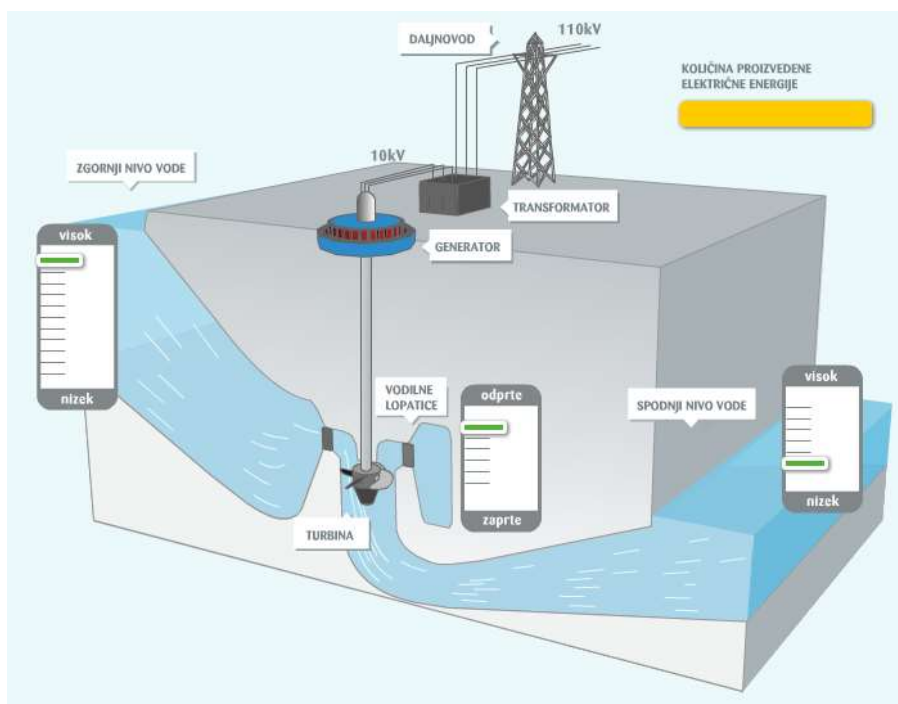 DALJNOVOD
110kV
KOLIČINA PROIZVEDENE
ELEKTRIČNE ENERGIJE
ZGORNJI NIVO VODE
10kV
TRANSFORMATOR
GENERATOR
visok
nizek
VODILNE
LOPATICE
odprte
zaprte
SPODNJI NIVO VODE
visok
nizek
TURBINA